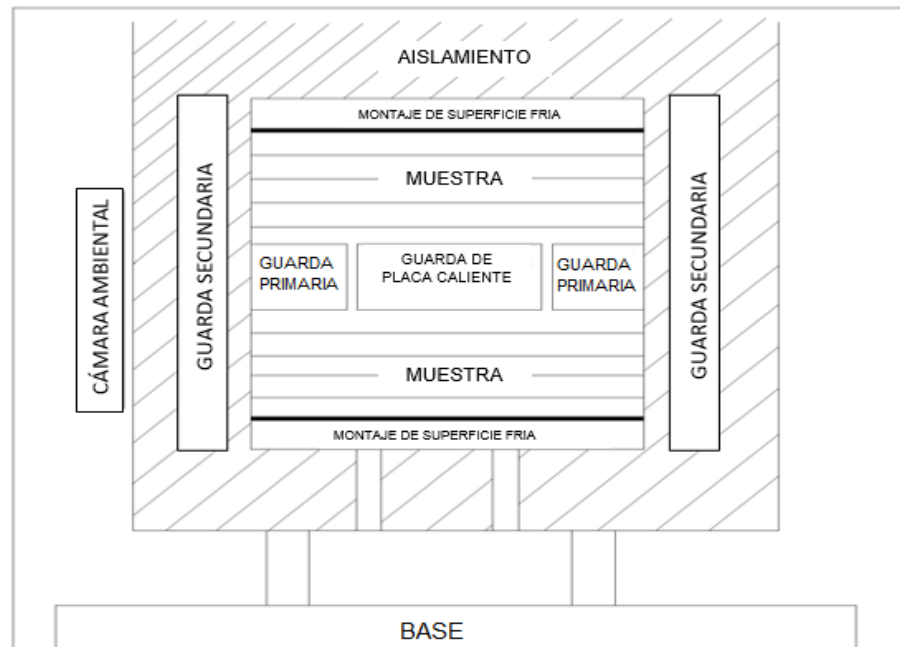 AISLAMIENTO
MONTAJE DE SUPERFICIE FRIA
MUESTRA
CÁMARA AMBIENTAL
GUARDA SECUNDARIA
GUARDA
PRIMARIA
GUARDA DE
PLACA CALIENTE
GUARDA
PRIMARIA
GUARDA SECUNDARIA
MUESTRA
MONTAJE DE SUPERFICIE FRIA
BASE